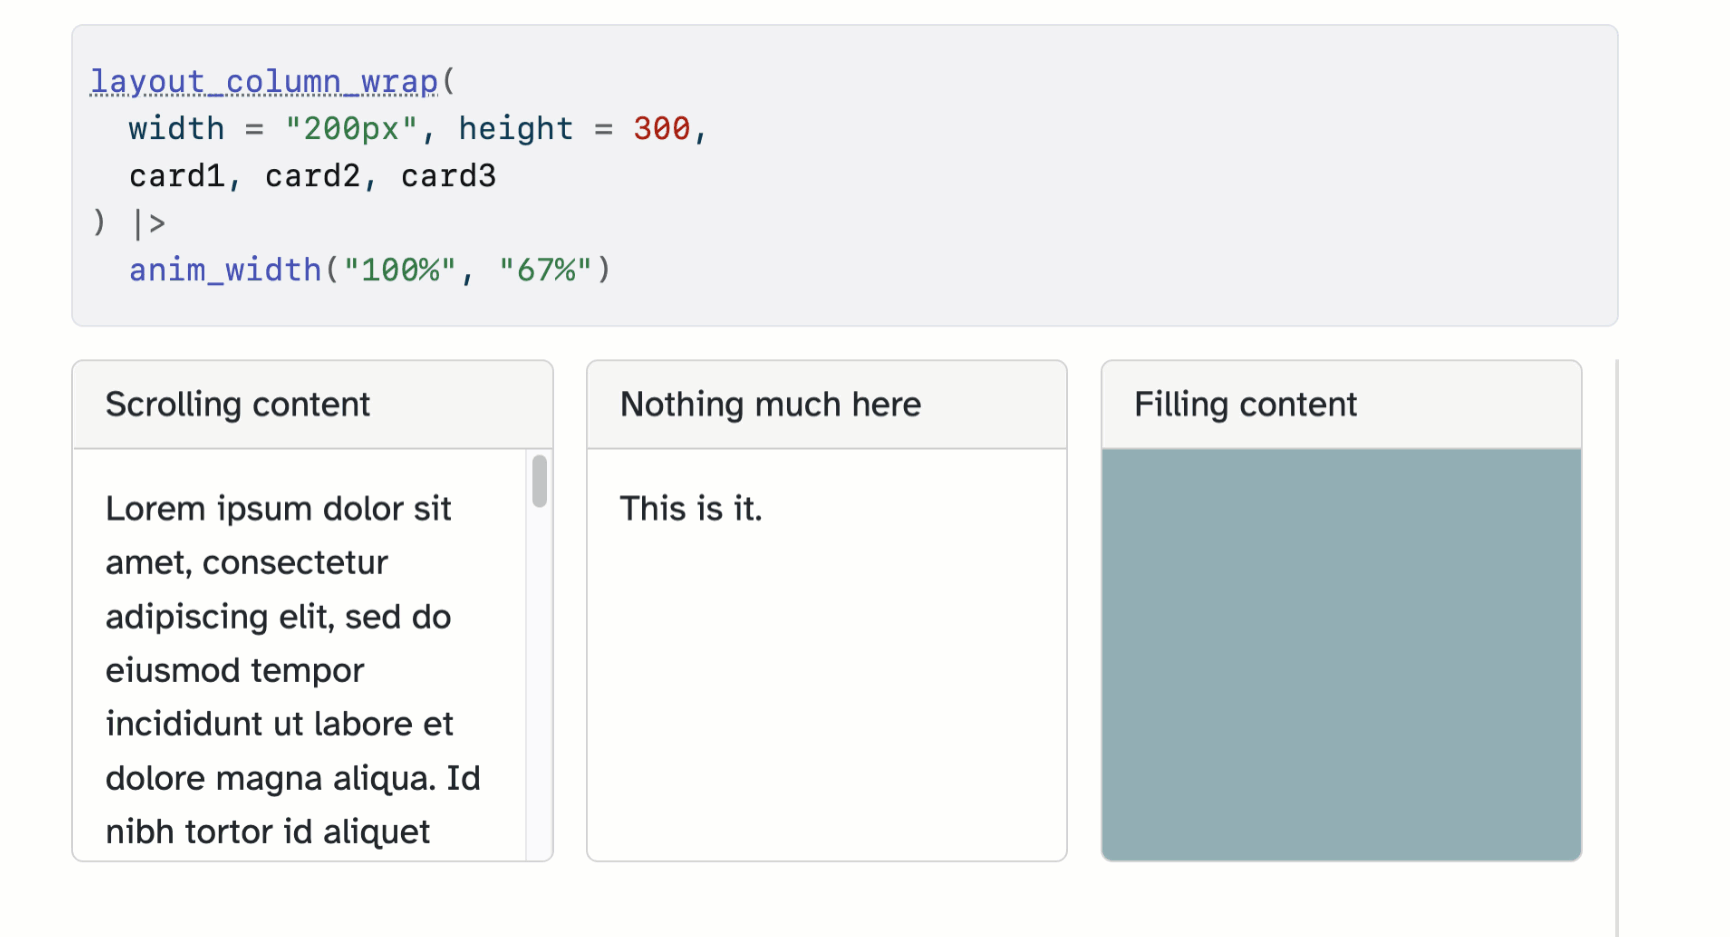 layout_column_wrap(
  width = "200px", height = 300,
  card1, card2, card3
) |>
  anim_width("100%", "67%")
Scrolling content
Lorem ipsum dolor sit
amet, consectetur
adipiscing elit, sed do
eiusmod tempor
incididunt ut labore et
dolore magna aliqua. Id
nibh tortor id aliquet
Nothing much here
This is it.
Filling content